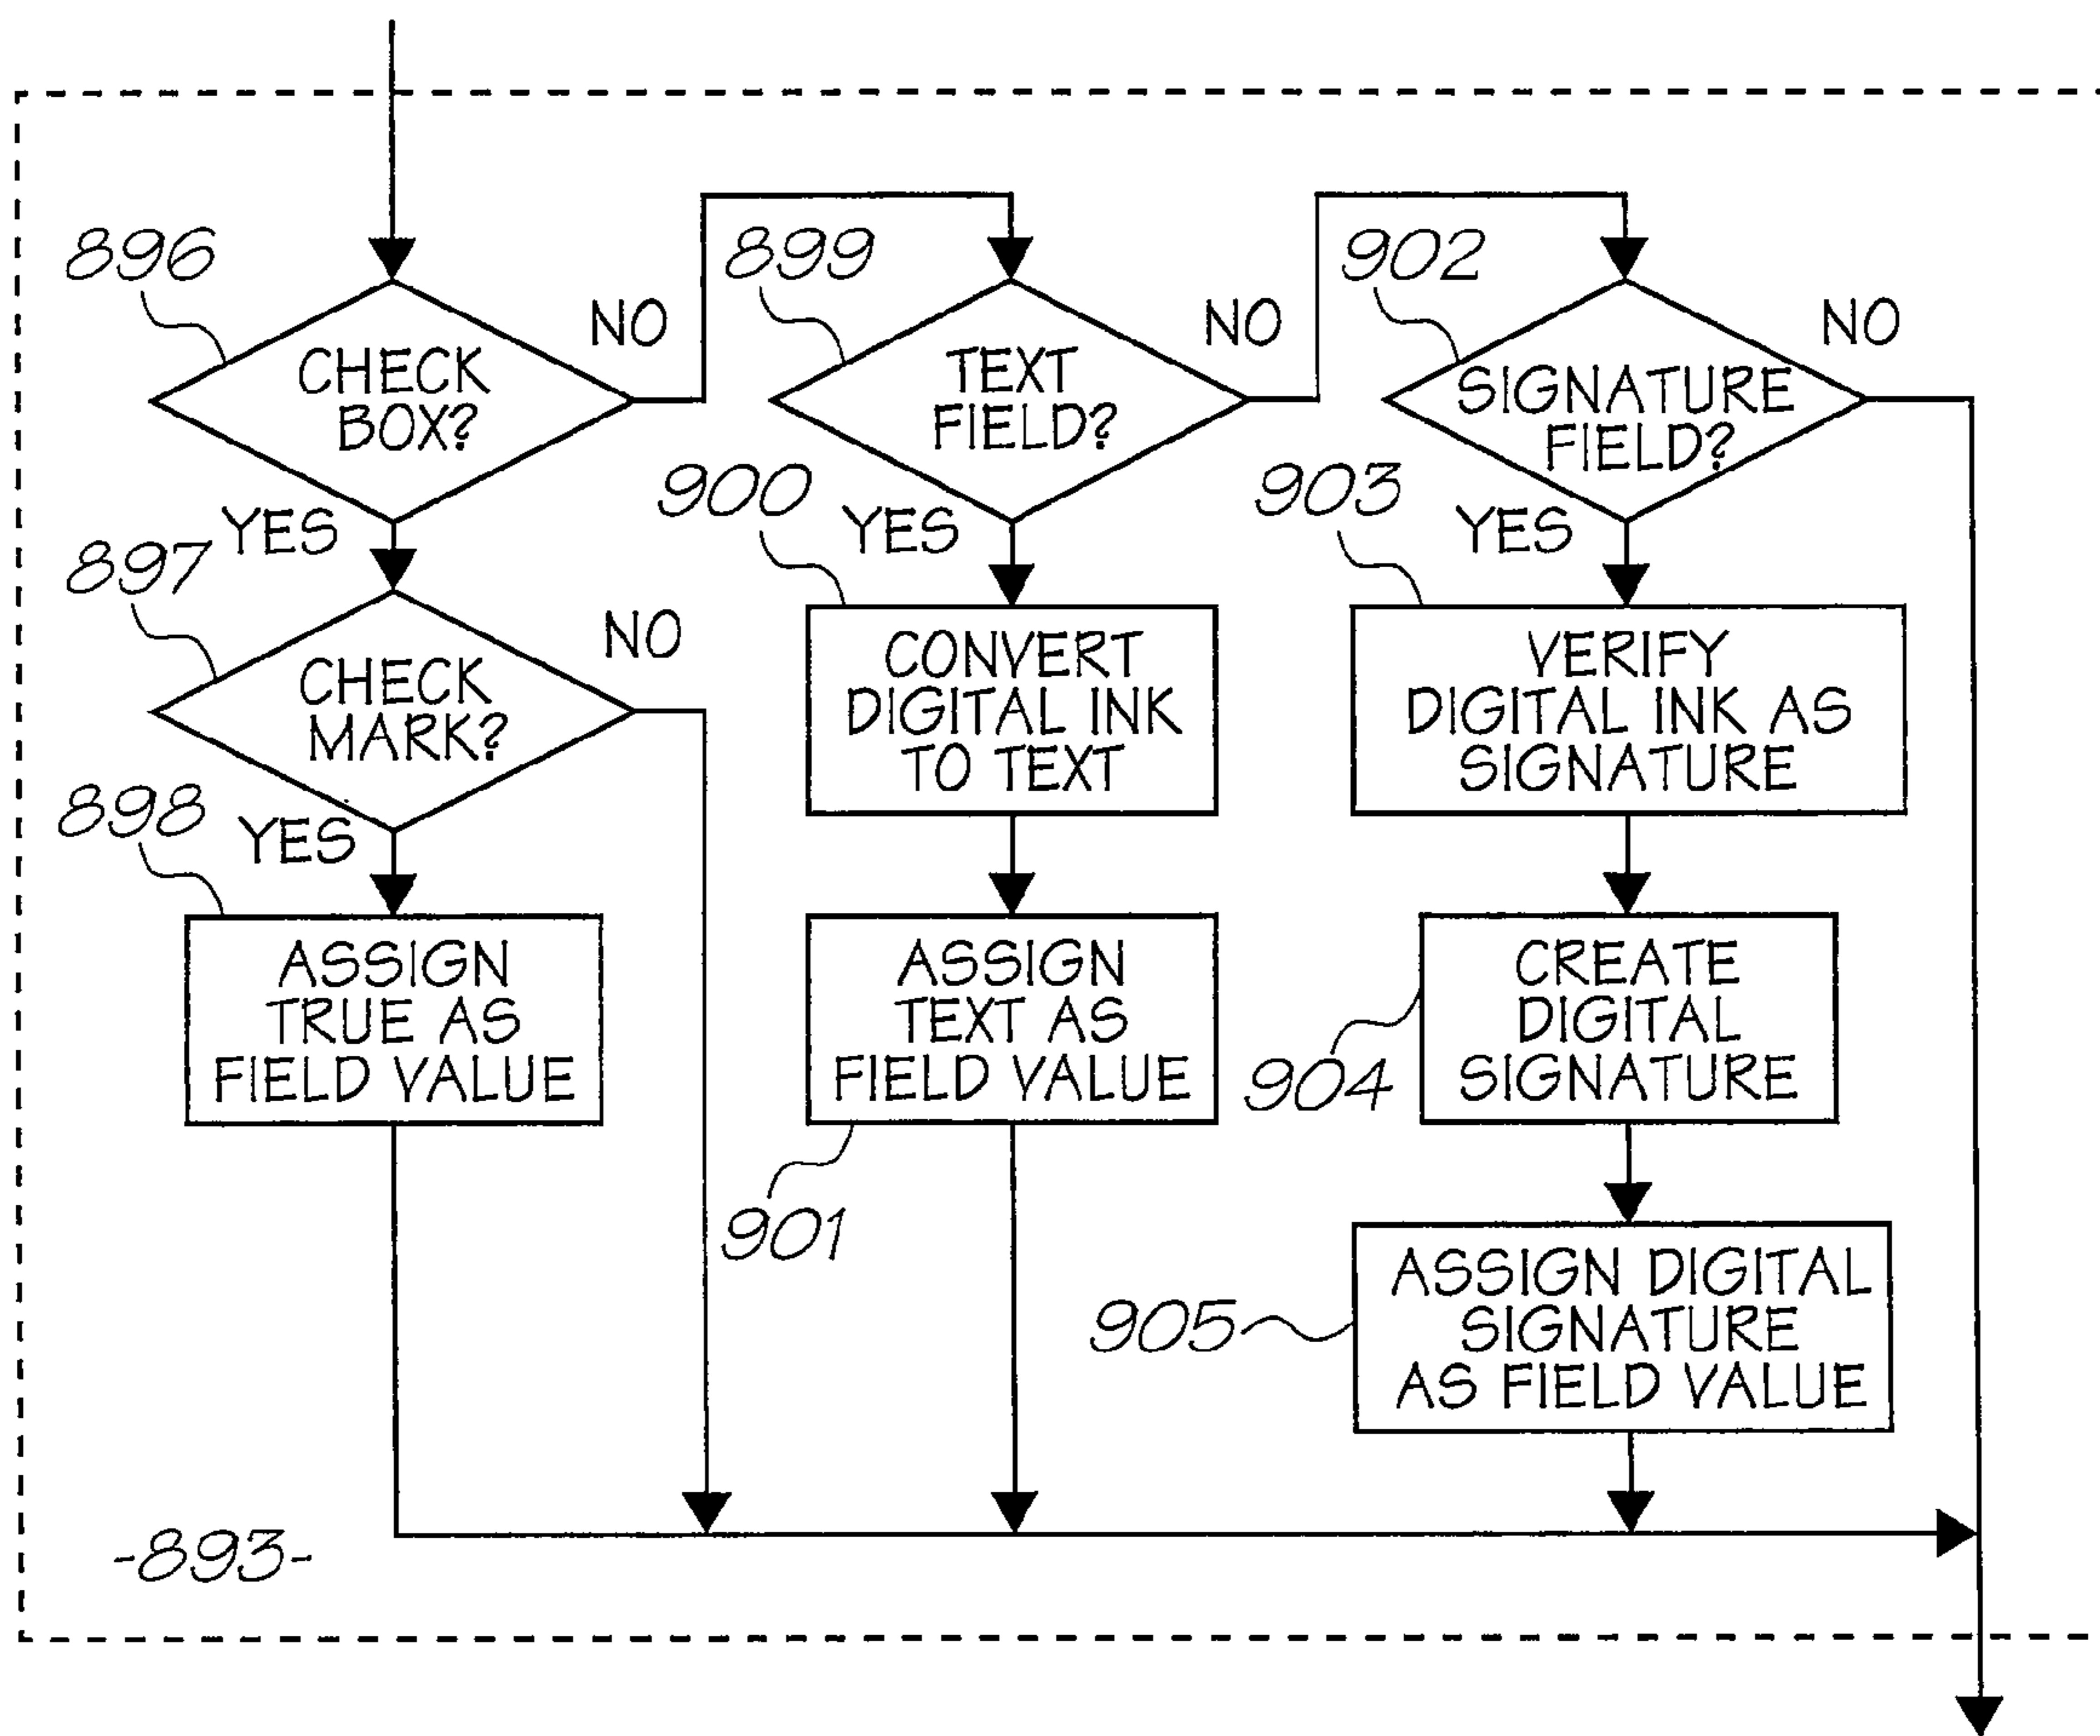 896
CHECK
BOX?
NO
YES
897
CHECK
MARK?
NO
YES
898
ASSIGN
TRUE AS
FIELD VALUE
899
TEXT
FIELD?
NO
YES
900
CONVERT
DIGITAL INK
TO TEXT
ASSIGN
TEXT AS
FIELD VALUE
901
902
SIGNATURE
FIELD?
NO
YES
903
VERIFY
DIGITAL INK AS
SIGNATURE
CREATE
DIGITAL
SIGNATURE
904
ASSIGN DIGITAL
SIGNATURE
AS FIELD VALUE
905
-893-